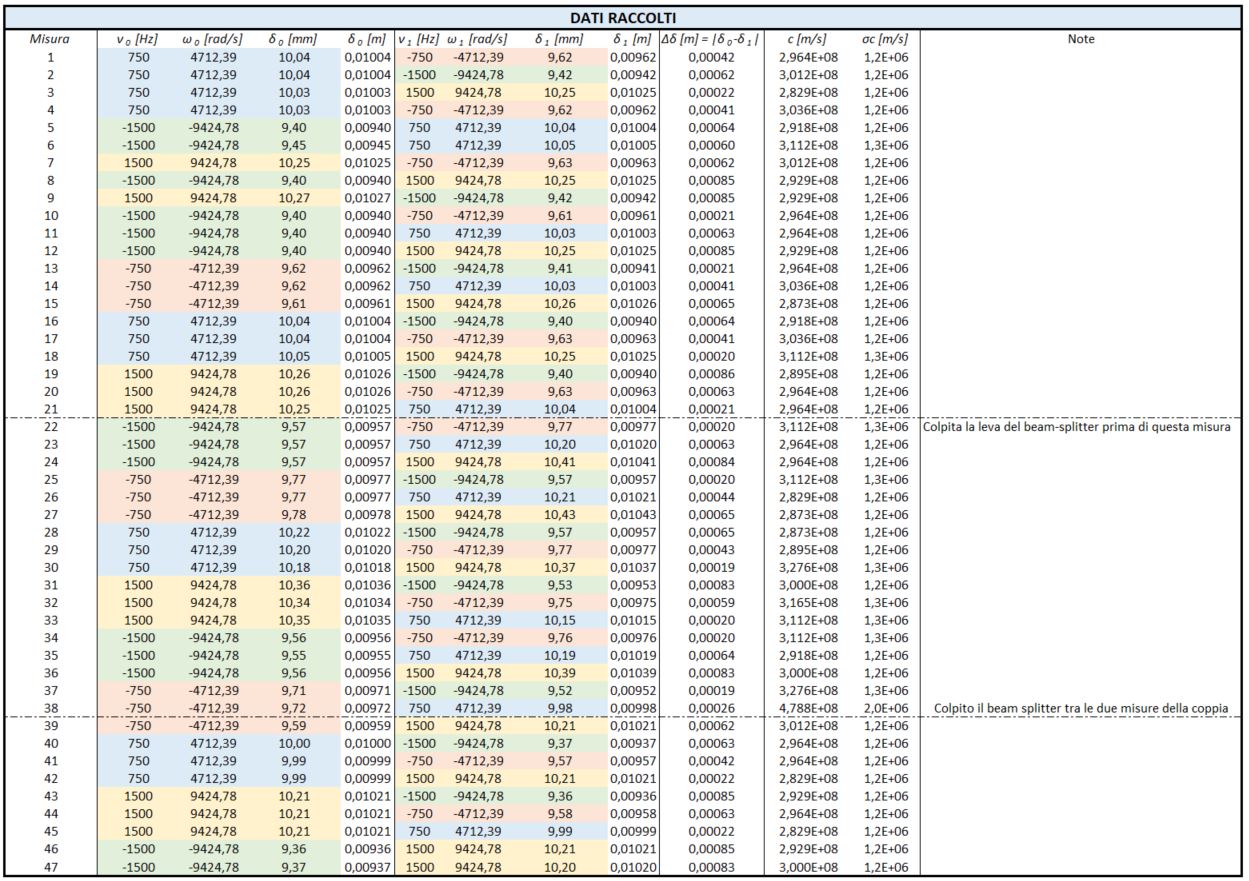 DATI RACCOLTI
Misura ν 0 [Hz] ω 0 [rad/s] δ 0 [mm] δ 0 [m] ν 1 [Hz] ω 1 [rad/s] δ 1 [mm] δ 1 [m] Δδ [m] = |δ 0-δ 1| c [m/s] σc [m/s] Note
1 750 4712,39 10,04 0,01004 -750 -4712,39 9,62 0,00962 0,00042 2,964E+08 1,2E+06
2 750 4712,39 10,04 0,01004 -1500 -9424,78 9,42 0,00942 0,00062 3,012E+08 1,2E+06
3 750 4712,39 10,03 0,01003 1500 9424,78 10,25 0,01025 0,00022 2,829E+08 1,2E+06
4 750 4712,39 10,03 0,01003 -750 -4712,39 9,62 0,00962 0,00041 3,036E+08 1,2E+06
5 -1500 -9424,78 9,40 0,00940 750 4712,39 10,04 0,01004 0,00064 2,918E+08 1,2E+06
6 -1500 -9424,78 9,45 0,00945 750 4712,39 10,05 0,01005 0,00060 3,112E+08 1,3E+06
7 1500 9424,78 10,25 0,01025 -750 -4712,39 9,63 0,00963 0,00062 3,012E+08 1,2E+06
8 -1500 -9424,78 9,40 0,00940 1500 9424,78 10,25 0,01025 0,00085 2,929E+08 1,2E+06
9 1500 9424,78 10,27 0,01027 -1500 -9424,78 9,42 0,00942 0,00085 2,929E+08 1,2E+06
10 -1500 -9424,78 9,40 0,00940 -750 -4712,39 9,61 0,00961 0,00021 2,964E+08 1,2E+06
11 -1500 -9424,78 9,40 0,00940 750 4712,39 10,03 0,01003 0,00063 2,964E+08 1,2E+06
12 -1500 -9424,78 9,40 0,00940 1500 9424,78 10,25 0,01025 0,00085 2,929E+08 1,2E+06
13 -750 -4712,39 9,62 0,00962 -1500 -9424,78 9,41 0,00941 0,00021 2,964E+08 1,2E+06
14 -750 -4712,39 9,62 0,00962 750 4712,39 10,03 0,01003 0,00041 3,036E+08 1,2E+06
15 -750 -4712,39 9,61 0,00961 1500 9424,78 10,26 0,01026 0,00065 2,873E+08 1,2E+06
16 750 4712,39 10,04 0,01004 -1500 -9424,78 9,40 0,00940 0,00064 2,918E+08 1,2E+06
17 750 4712,39 10,04 0,01004 -750 -4712,39 9,63 0,00963 0,00041 3,036E+08 1,2E+06
18 750 4712,39 10,05 0,01005 1500 9424,78 10,25 0,01025 0,00020 3,112E+08 1,3E+06
19 1500 9424,78 10,26 0,01026 -1500 -9424,78 9,40 0,00940 0,00086 2,895E+08 1,2E+06
20 1500 9424,78 10,26 0,01026 -750 -4712,39 9,63 0,00963 0,00063 2,964E+08 1,2E+06
21 1500 9424,78 10,25 0,01025 750 4712,39 10,04 0,01004 0,00021 2,964E+08 1,2E+06
22 -1500 -9424,78 9,57 0,00957 -750 -4712,39 9,77 0,00977 0,00020 3,112E+08 1,3E+06 Colpita la leva del beam-splitter prima di questa misura
23 -1500 -9424,78 9,57 0,00957 750 4712,39 10,20 0,01020 0,00063 2,964E+08 1,2E+06
24 -1500 -9424,78 9,57 0,00957 1500 9424,78 10,41 0,01041 0,00084 2,964E+08 1,2E+06
25 -750 -4712,39 9,77 0,00977 -1500 -9424,78 9,57 0,00957 0,00020 3,112E+08 1,3E+06
26 -750 -4712,39 9,77 0,00977 750 4712,39 10,21 0,01021 0,00044 2,829E+08 1,2E+06
27 -750 -4712,39 9,78 0,00978 1500 9424,78 10,43 0,01043 0,00065 2,873E+08 1,2E+06
28 750 4712,39 10,22 0,01022 -1500 -9424,78 9,57 0,00957 0,00065 2,873E+08 1,2E+06
29 750 4712,39 10,20 0,01020 -750 -4712,39 9,77 0,00977 0,00043 2,895E+08 1,2E+06
30 750 4712,39 10,18 0,01018 1500 9424,78 10,37 0,01037 0,00019 3,276E+08 1,3E+06
31 1500 9424,78 10,36 0,01036 -1500 -9424,78 9,53 0,00953 0,00083 3,000E+08 1,2E+06
32 1500 9424,78 10,34 0,01034 -750 -4712,39 9,75 0,00975 0,00059 3,165E+08 1,3E+06
33 1500 9424,78 10,35 0,01035 750 4712,39 10,15 0,01015 0,00020 3,112E+08 1,3E+06
34 -1500 -9424,78 9,56 0,00956 -750 -4712,39 9,76 0,00976 0,00020 3,112E+08 1,3E+06
35 -1500 -9424,78 9,55 0,00955 750 4712,39 10,19 0,01019 0,00064 2,918E+08 1,2E+06
36 -1500 -9424,78 9,56 0,00956 1500 9424,78 10,39 0,01039 0,00083 3,000E+08 1,2E+06
37 -750 -4712,39 9,71 0,00971 -1500 -9424,78 9,52 0,00952 0,00019 3,276E+08 1,3E+06
38 -750 -4712,39 9,72 0,00972 750 4712,39 9,98 0,00998 0,00026 4,788E+08 2,0E+06 Colpito il beam splitter tra le due misure della coppia
39 -750 -4712,39 9,59 0,00959 1500 9424,78 10,21 0,01021 0,00062 3,012E+08 1,2E+06
40 750 4712,39 10,00 0,01000 -1500 -9424,78 9,37 0,00937 0,00063 2,964E+08 1,2E+06
41 750 4712,39 9,99 0,00999 -750 -4712,39 9,57 0,00957 0,00042 2,964E+08 1,2E+06
42 750 4712,39 9,99 0,00999 1500 9424,78 10,21 0,01021 0,00022 2,829E+08 1,2E+06
43 1500 9424,78 10,21 0,01021 -1500 -9424,78 9,36 0,00936 0,00085 2,929E+08 1,2E+06
44 1500 9424,78 10,21 0,01021 -750 -4712,39 9,58 0,00958 0,00063 2,964E+08 1,2E+06
45 1500 9424,78 10,21 0,01021 750 4712,39 9,99 0,00999 0,00022 2,829E+08 1,2E+06
46 -1500 -9424,78 9,36 0,00936 1500 9424,78 10,21 0,01021 0,00085 2,929E+08 1,2E+06
47 -1500 -9424,78 9,37 0,00937 1500 9424,78 10,20 0,01020 0,00083 3,000E+08 1,2E+06